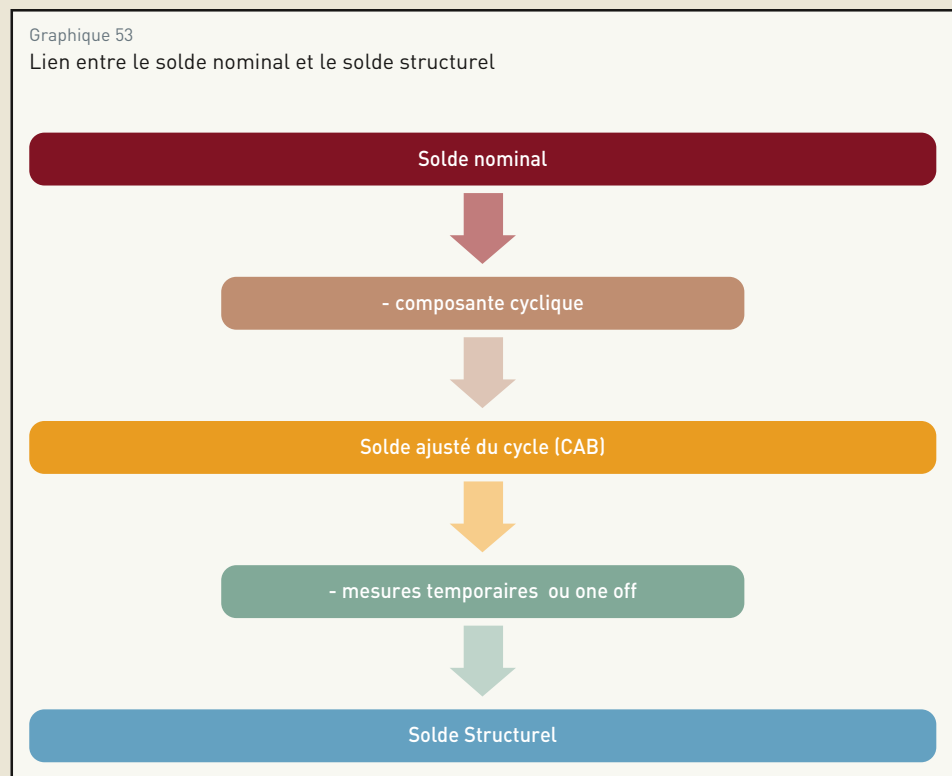 Graphique 53
Lien entre le solde nominal et le solde structurel
Solde nominal
- composante cyclique
Solde ajusté du cycle (CAB)
- mesures temporaires ou one off
Solde Structurel